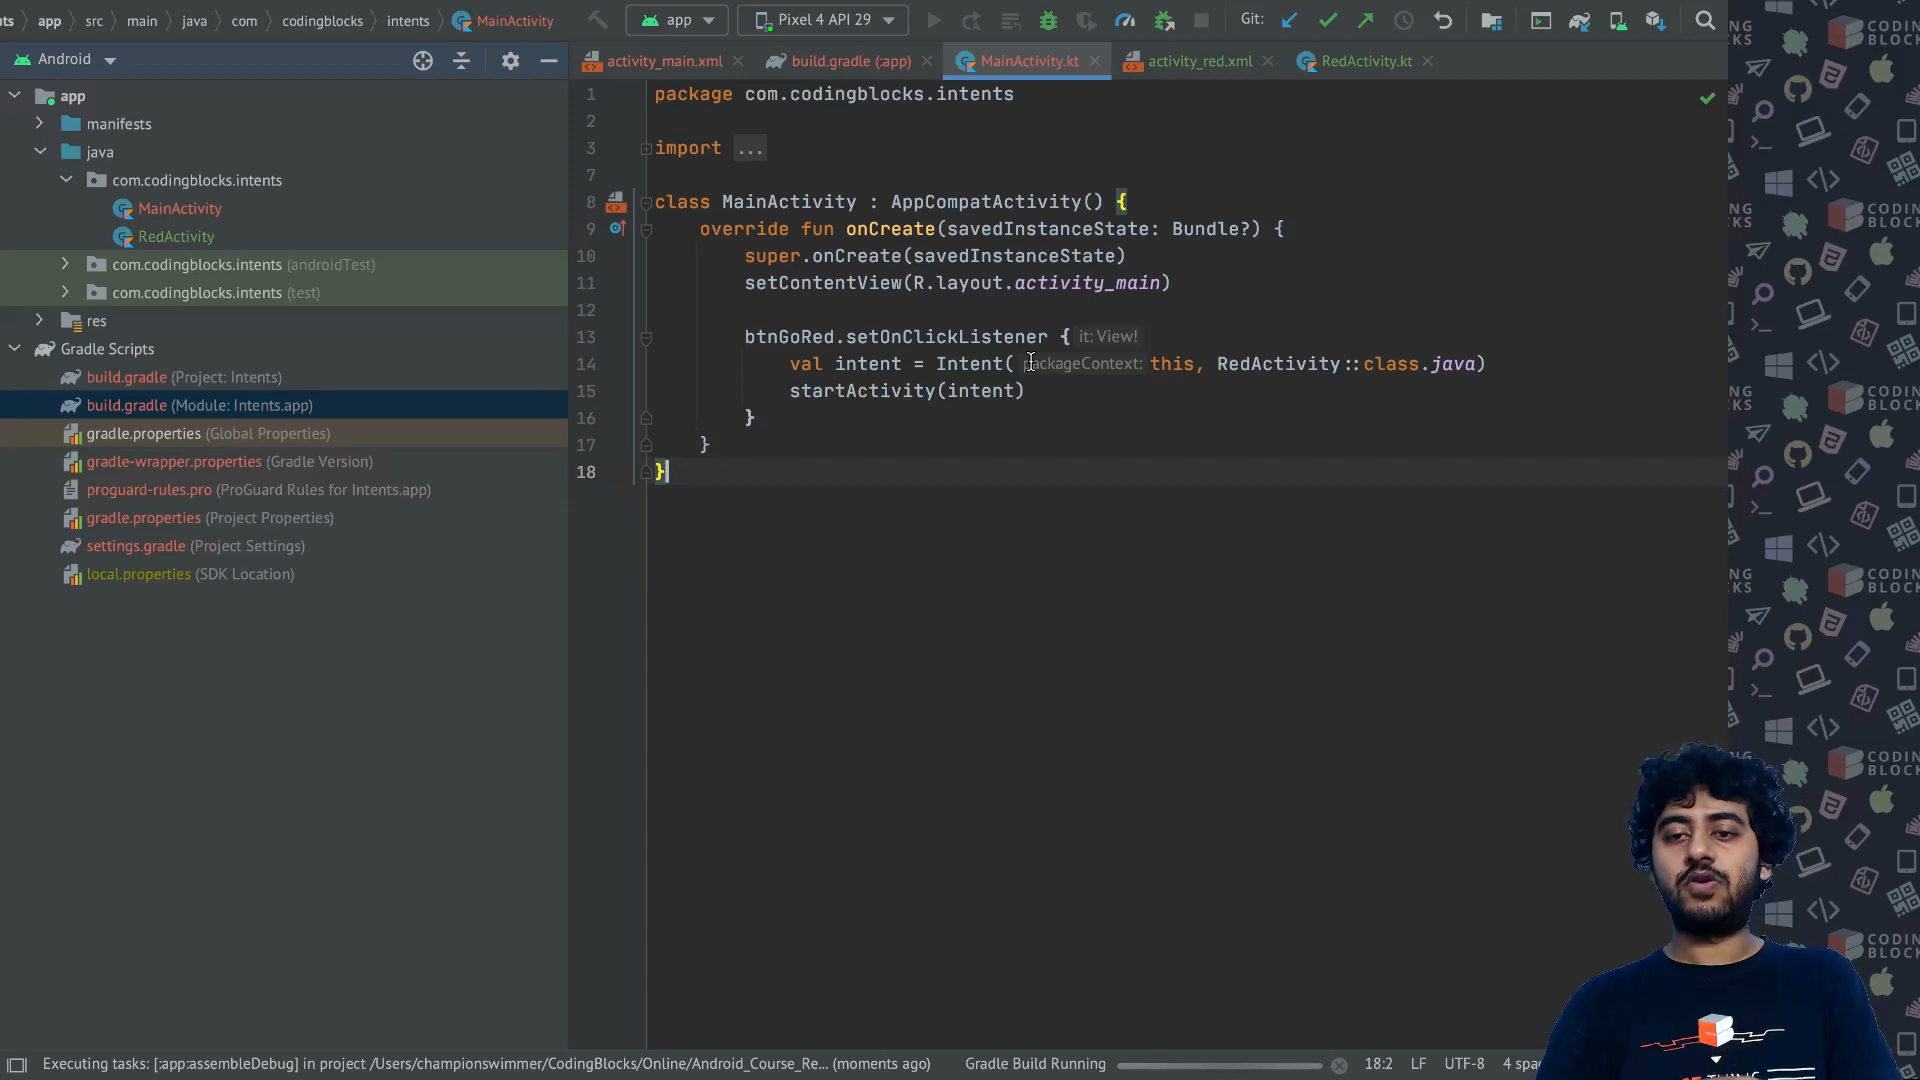 ts app src main java com codingblocks intents MainActivity app Pixel 4 API 29 Git:
Android
activity_main.xml build.gradle (:app) MainActivity.kt activity_red.xml RedActivity.kt
app
manifests
java
com.codingblocks.intents
MainActivity
RedActivity
com.codingblocks.intents (androidTest)
com.codingblocks.intents (test)
res
Gradle Scripts
build.gradle (Project: Intents)
build.gradle (Module: Intents.app)
gradle.properties (Global Properties)
gradle-wrapper.properties (Gradle Version)
proguard-rules.pro (ProGuard Rules for Intents.app)
gradle.properties (Project Properties)
settings.gradle (Project Settings)
local.properties (SDK Location)
1 package com.codingblocks.intents
2
3 import ...
7
8 class MainActivity : AppCompatActivity() {
9 override fun onCreate(savedInstanceState: Bundle?) {
10 super.onCreate(savedInstanceState)
11 setContentView(R.layout.activity_main)
12
13 btnGoRed.setOnClickListener { it: View!
14 val intent = Intent( packageContext: this, RedActivity::class.java)
15 startActivity(intent)
16 }
17 }
18 }
Executing tasks: [:app:assembleDebug] in project /Users/championswimmer/CodingBlocks/Online/Android_Course_Re... (moments ago) Gradle Build Running 18:2 LF UTF-8 4 spac